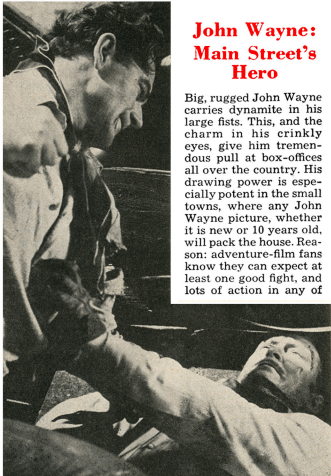 John Wayne:
Main Street's
Hero
Big, rugged John Wayne
carries dynamite in his
large fists. This, and the
charm in his crinkly
eyes, give him tremen-
dous pull at box-offices
all over the country. His
drawing power is espe-
cially potent in the small
towns, where any John
Wayne picture, whether
it is new or 10 years old,
will pack the house. Rea-
son: adventure-film fans
know they can expect at
least one good fight, and
lots of action in any of